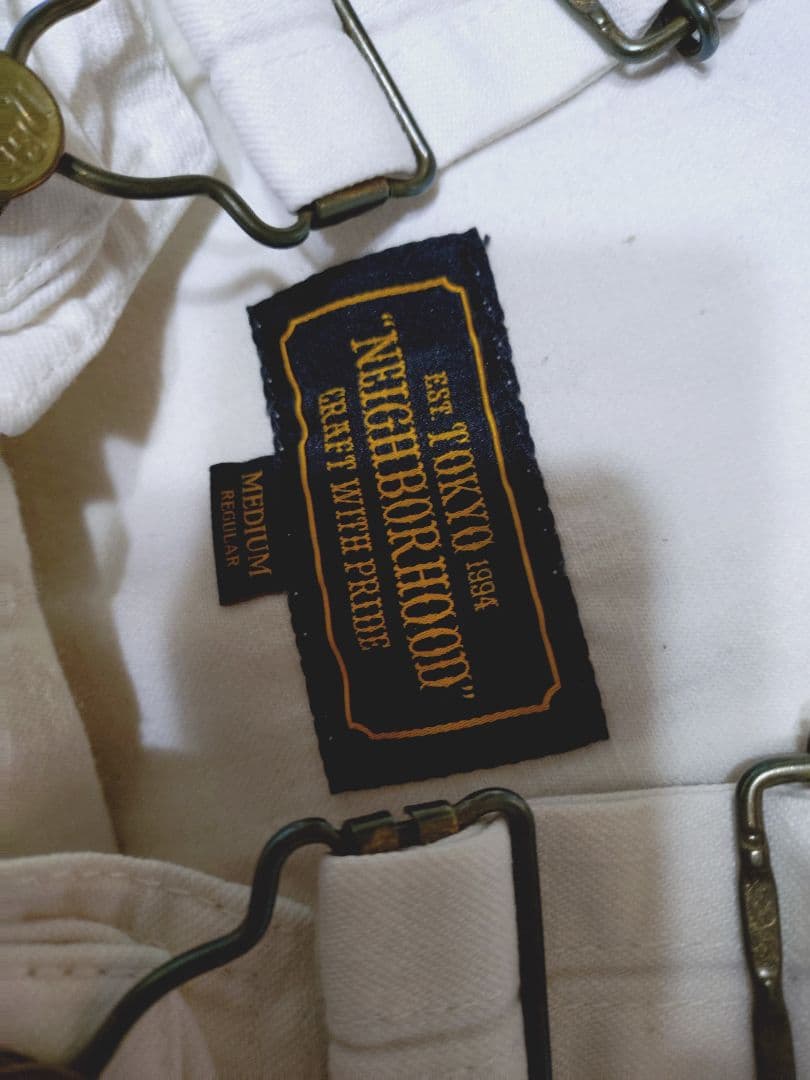 EST. TOKYO 1994
"NEIGHBORHOOD"
CRAFT WITH PRIDE
MEDIUM
REGULAR